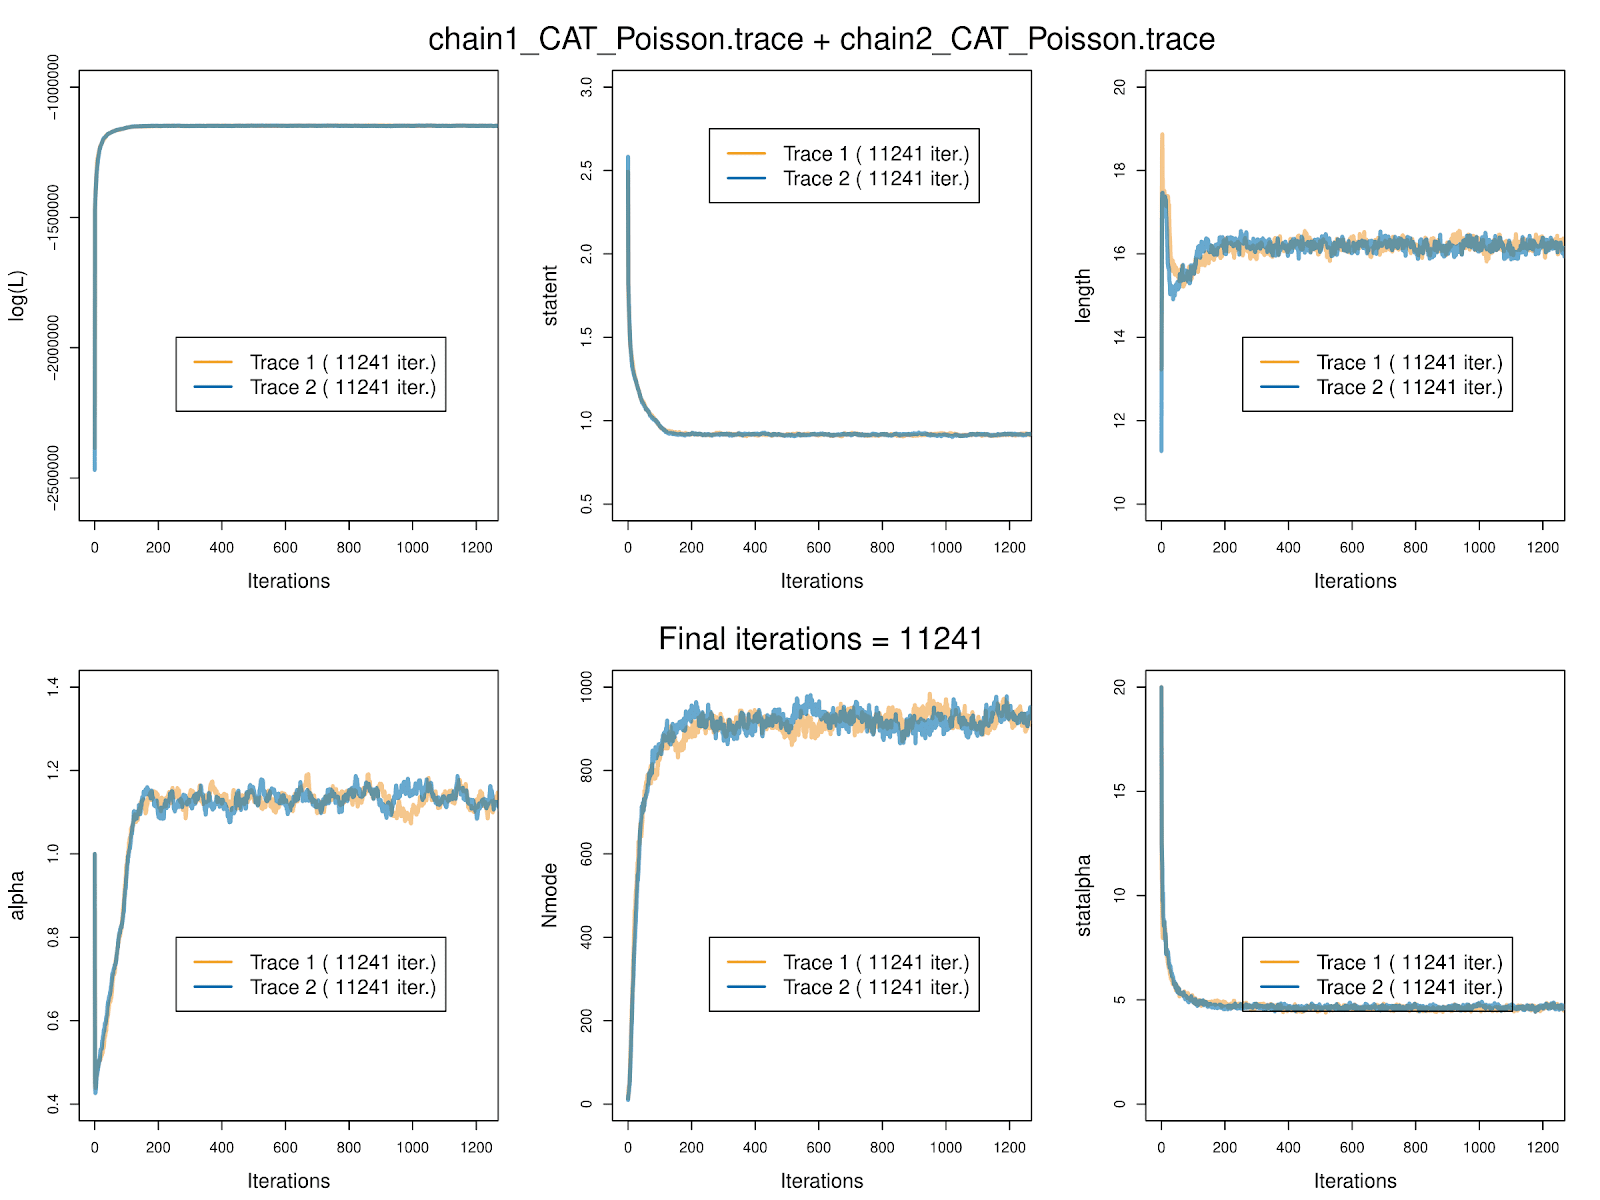 chain1_CAT_Poisson.trace + chain2_CAT_Poisson.trace
log(L)
−1000000
−1500000
−2000000
−2500000
Trace 1 ( 11241 iter.)
Trace 2 ( 11241 iter.)
0 200 400 600 800 1000 1200
Iterations
statent
3.0
2.5
2.0
1.5
1.0
0.5
Trace 1 ( 11241 iter.)
Trace 2 ( 11241 iter.)
0 200 400 600 800 1000 1200
Iterations
length
20
18
16
14
12
10
Trace 1 ( 11241 iter.)
Trace 2 ( 11241 iter.)
0 200 400 600 800 1000 1200
Iterations
Final iterations = 11241
alpha
1.4
1.2
1.0
0.8
0.6
0.4
Trace 1 ( 11241 iter.)
Trace 2 ( 11241 iter.)
0 200 400 600 800 1000 1200
Iterations
Nmode
1000
800
600
400
200
0
Trace 1 ( 11241 iter.)
Trace 2 ( 11241 iter.)
0 200 400 600 800 1000 1200
Iterations
statalpha
20
15
10
5
0
Trace 1 ( 11241 iter.)
Trace 2 ( 11241 iter.)
0 200 400 600 800 1000 1200
Iterations